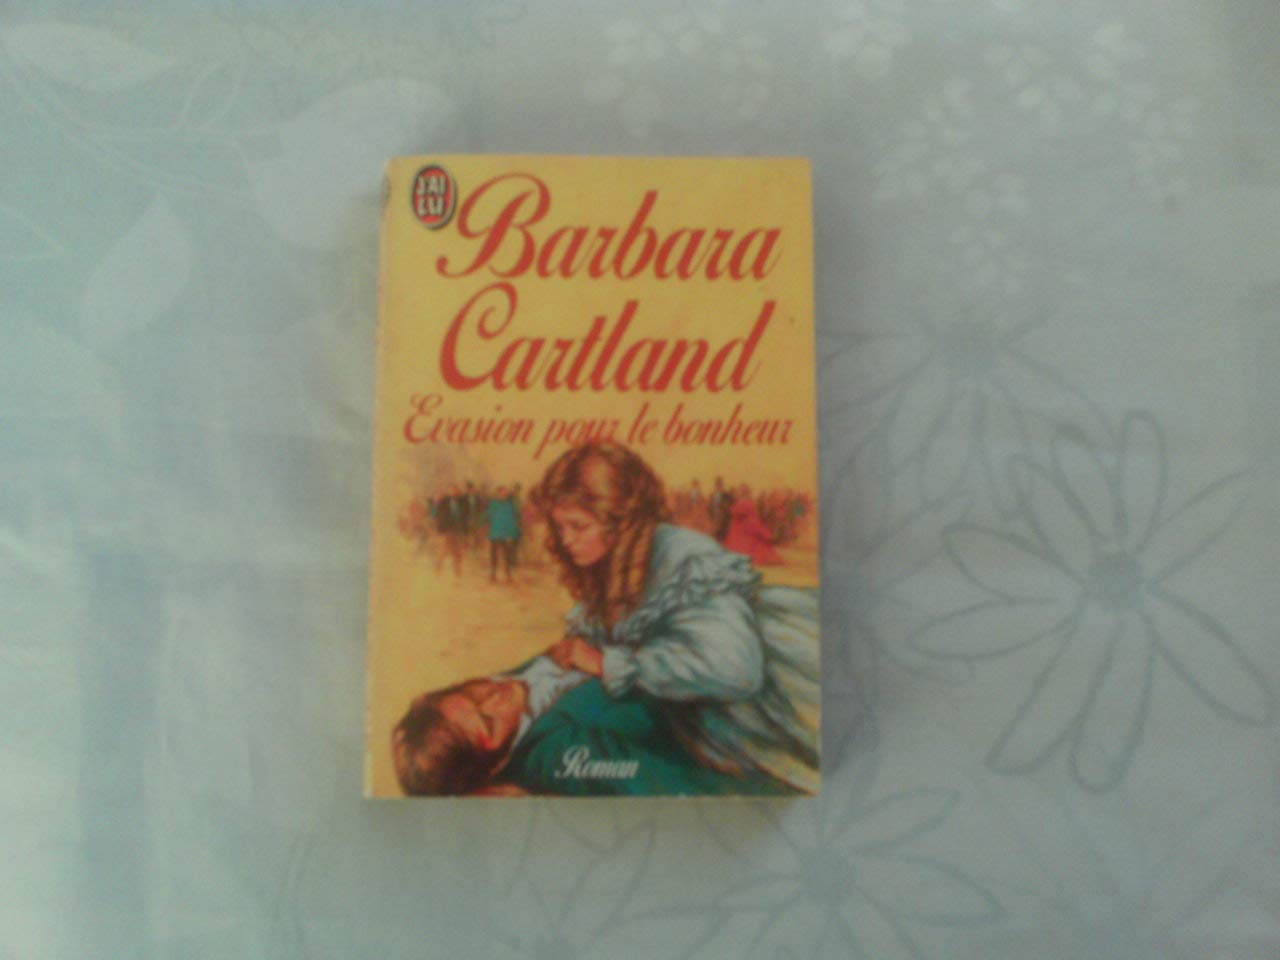 J'AI
LU
Barbara
Cartland
Evasion pour le bonheur
Roman